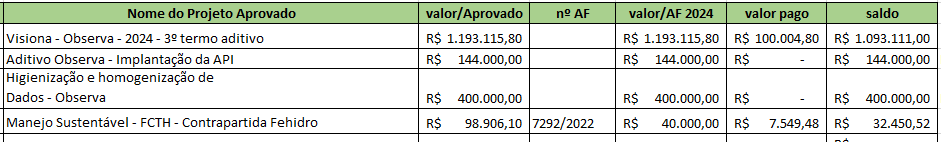 Nome do Projeto Aprovado valor/Aprovado nº AF valor/AF 2024 valor pago saldo
Visiona - Observa - 2024 - 3º termo aditivo R$ 1.193.115,80 R$ 1.193.115,80 R$ 100.004,80 R$ 1.093.111,00
Aditivo Observa - Implantação da API R$ 144.000,00 R$ 144.000,00 R$ - R$ 144.000,00
Higienização e homogenização de
Dados - Observa R$ 400.000,00 R$ 400.000,00 R$ - R$ 400.000,00
Manejo Sustentável - FCTH - Contrapartida Fehidro R$ 98.906,10 7292/2022 R$ 40.000,00 R$ 7.549,48 R$ 32.450,52